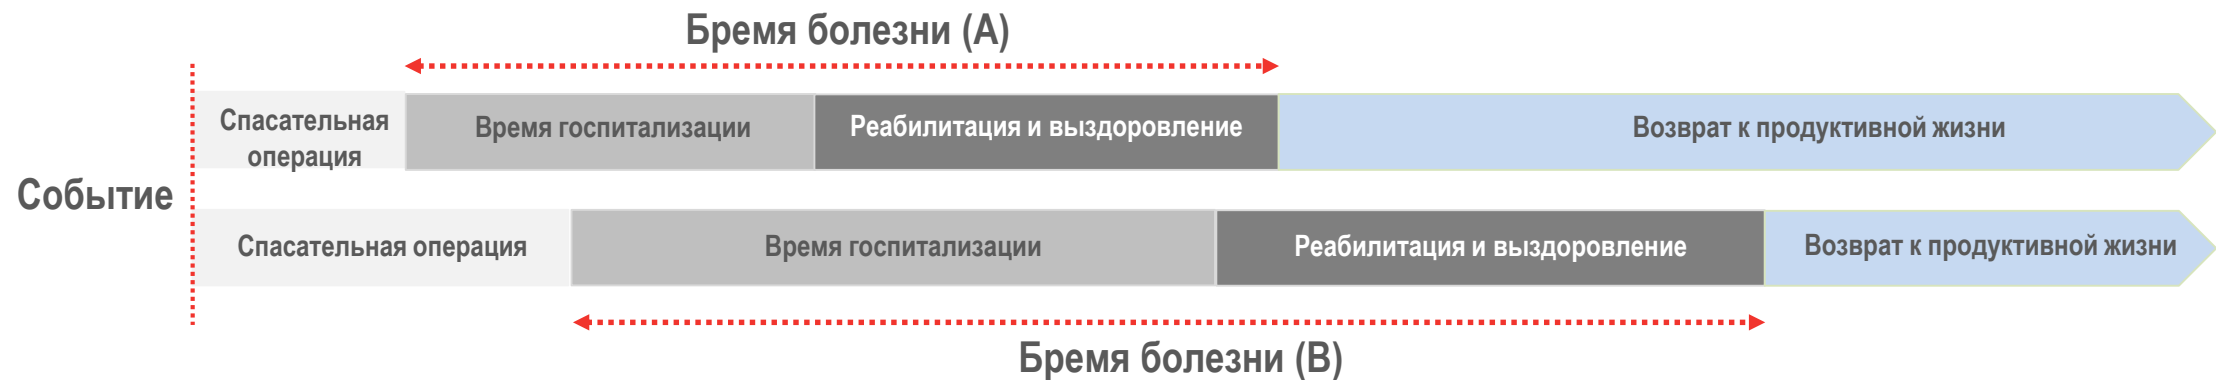 Бремя болезни (A)
Спасательная
операция
Время госпитализации
Реабилитация и выздоровление
Возврат к продуктивной жизни
Событие
Спасательная операция
Время госпитализации
Реабилитация и выздоровление
Возврат к продуктивной жизни
Бремя болезни (B)